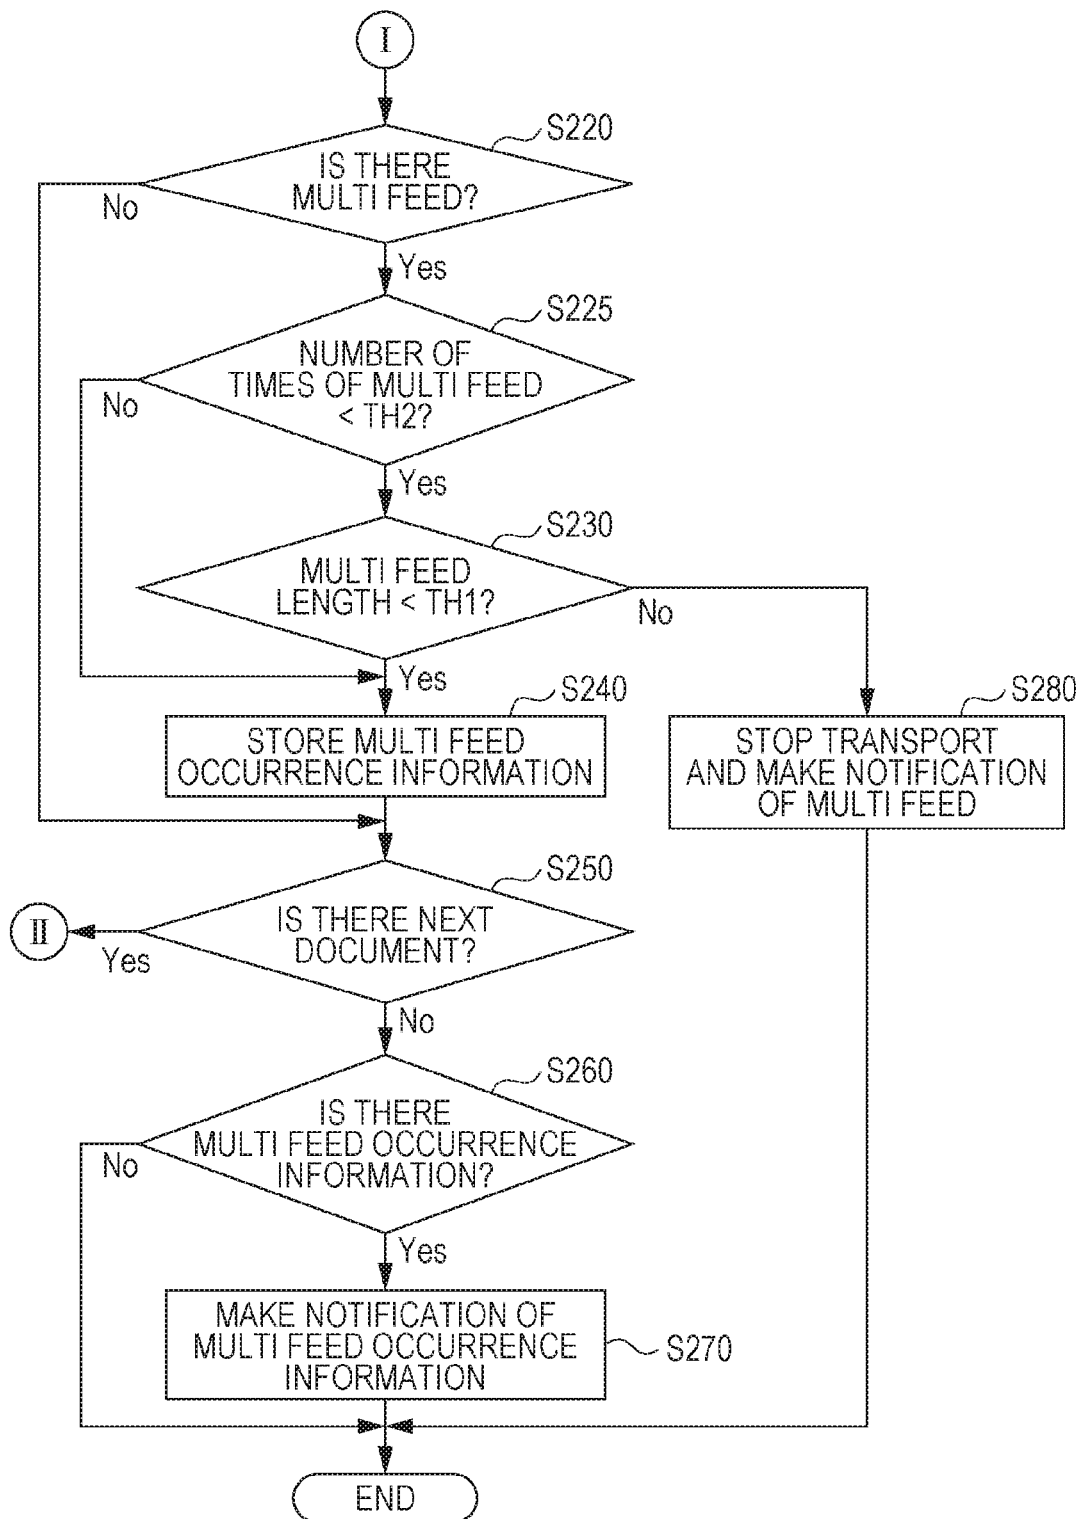 I
S220
IS THERE
MULTI FEED?
No
Yes
S225
NUMBER OF
TIMES OF MULTI FEED
< TH2?
No
Yes
S230
MULTI FEED
LENGTH < TH1?
No
Yes
S240
STORE MULTI FEED
OCCURRENCE INFORMATION
S280
STOP TRANSPORT
AND MAKE NOTIFICATION
OF MULTI FEED
S250
IS THERE NEXT
DOCUMENT?
II
Yes
No
S260
IS THERE
MULTI FEED OCCURRENCE
INFORMATION?
No
Yes
MAKE NOTIFICATION OF
MULTI FEED OCCURRENCE
INFORMATION
S270
END